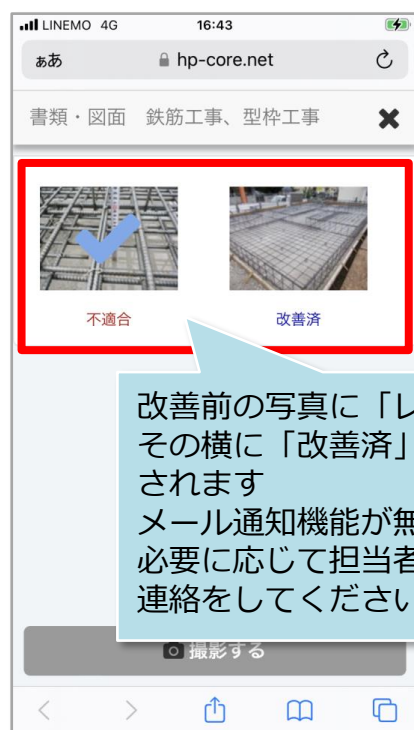 LINEMO 4G 16:43
ああ hp-core.net
書類・図面 鉄筋工事、型枠工事
不適合 改善済
改善前の写真に「レ
その横に「改善済」
されます
メール通知機能が無
必要に応じて担当者
連絡をしてください
撮影する